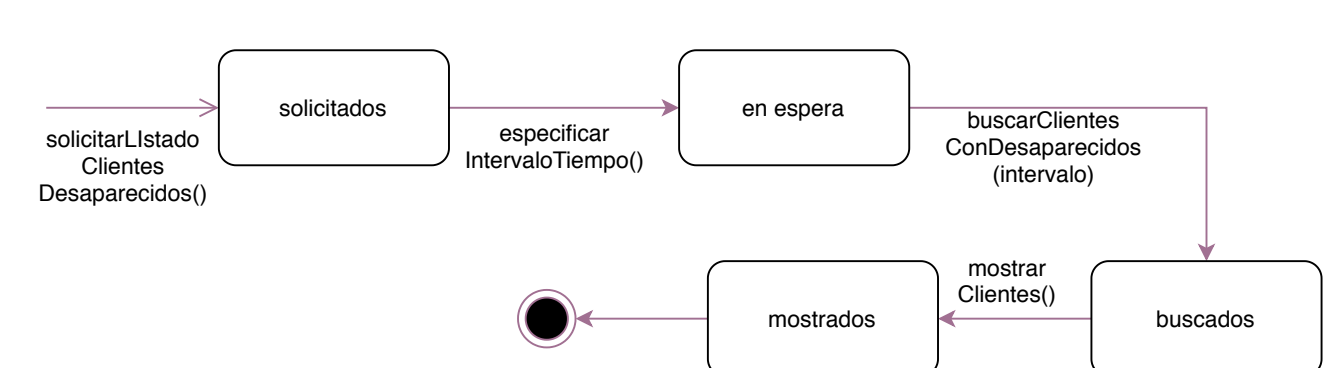 solicitados
en espera
solicitarLIstado
Clientes
Desaparecidos()
especificar
IntervaloTiempo()
buscarClientes
ConDesaparecidos
(intervalo)
mostrar
Clientes()
mostrados
buscados